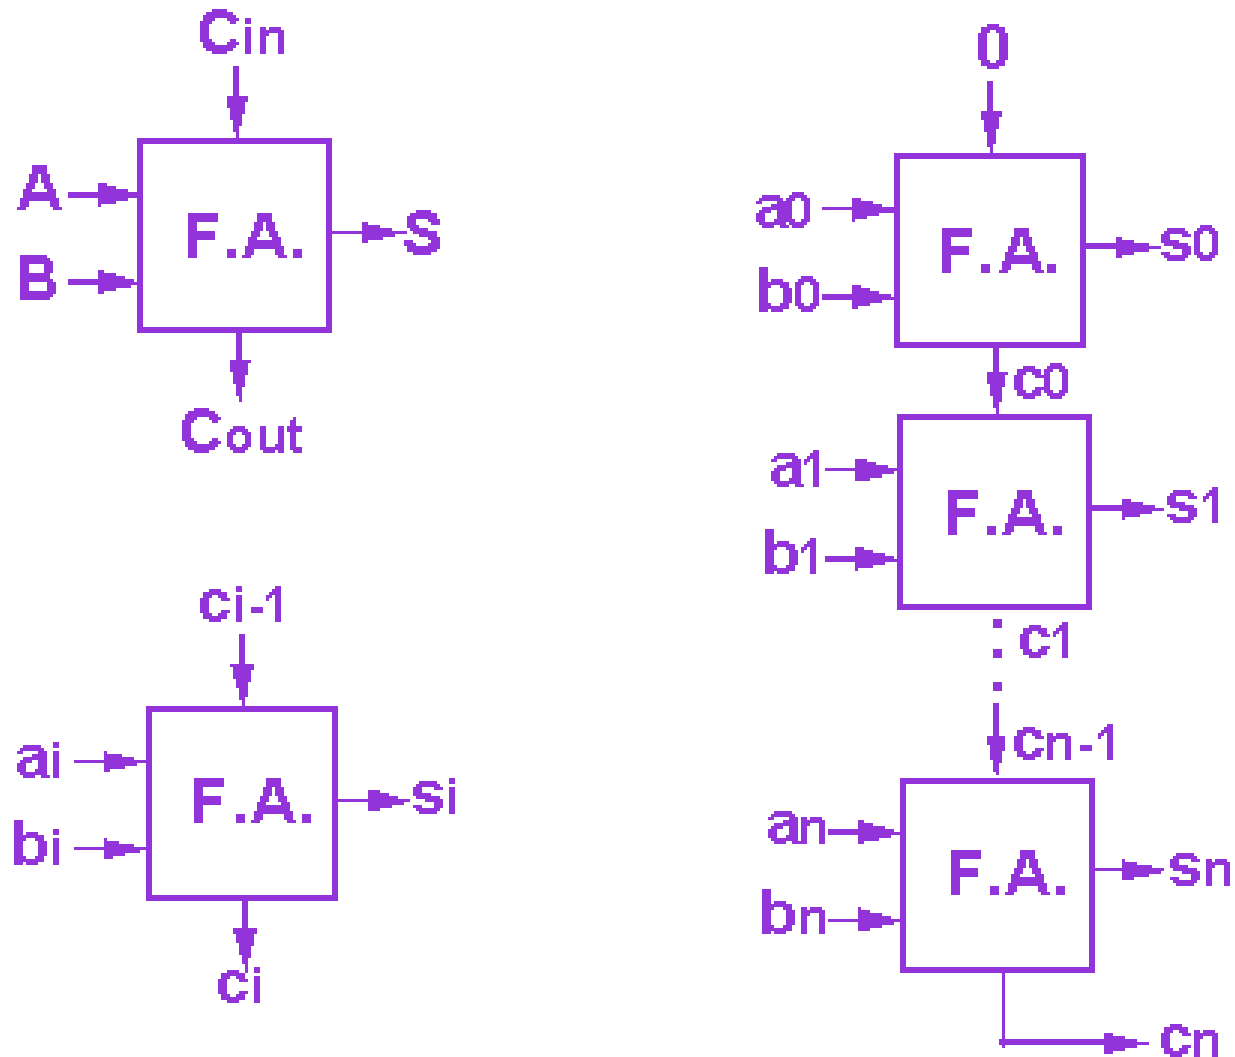 Cin
A
B
F.A.
S
Cout
ci-1
ai
bi
F.A.
si
ci
0
a0
b0
F.A.
s0
c0
a1
b1
F.A.
s1
c1
cn-1
an
bn
F.A.
sn
cn